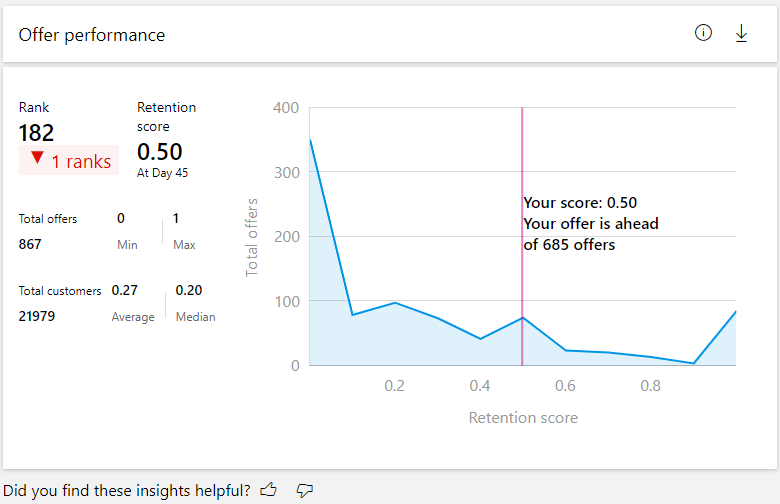 Offer performance
Rank
182
▼ 1 ranks
Retention
score
0.50
At Day 45
Total offers
867
0
Min
1
Max
Total customers
21979
0.27
Average
0.20
Median
Total offers
400
300
200
100
0
Your score: 0.50
Your offer is ahead
of 685 offers
0.2 0.4 0.6 0.8
Retention score
Did you find these insights helpful?